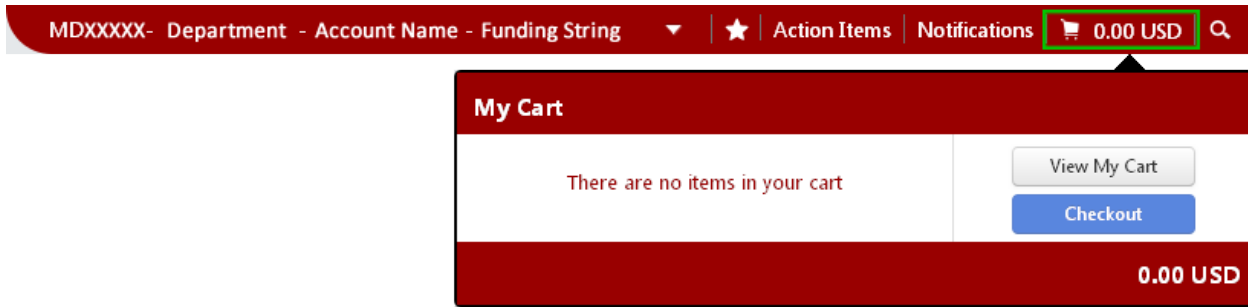 MDXXXXX- Department - Account Name - Funding String Action Items Notifications 0.00 USD
My Cart
There are no items in your cart
View My Cart
Checkout
0.00 USD